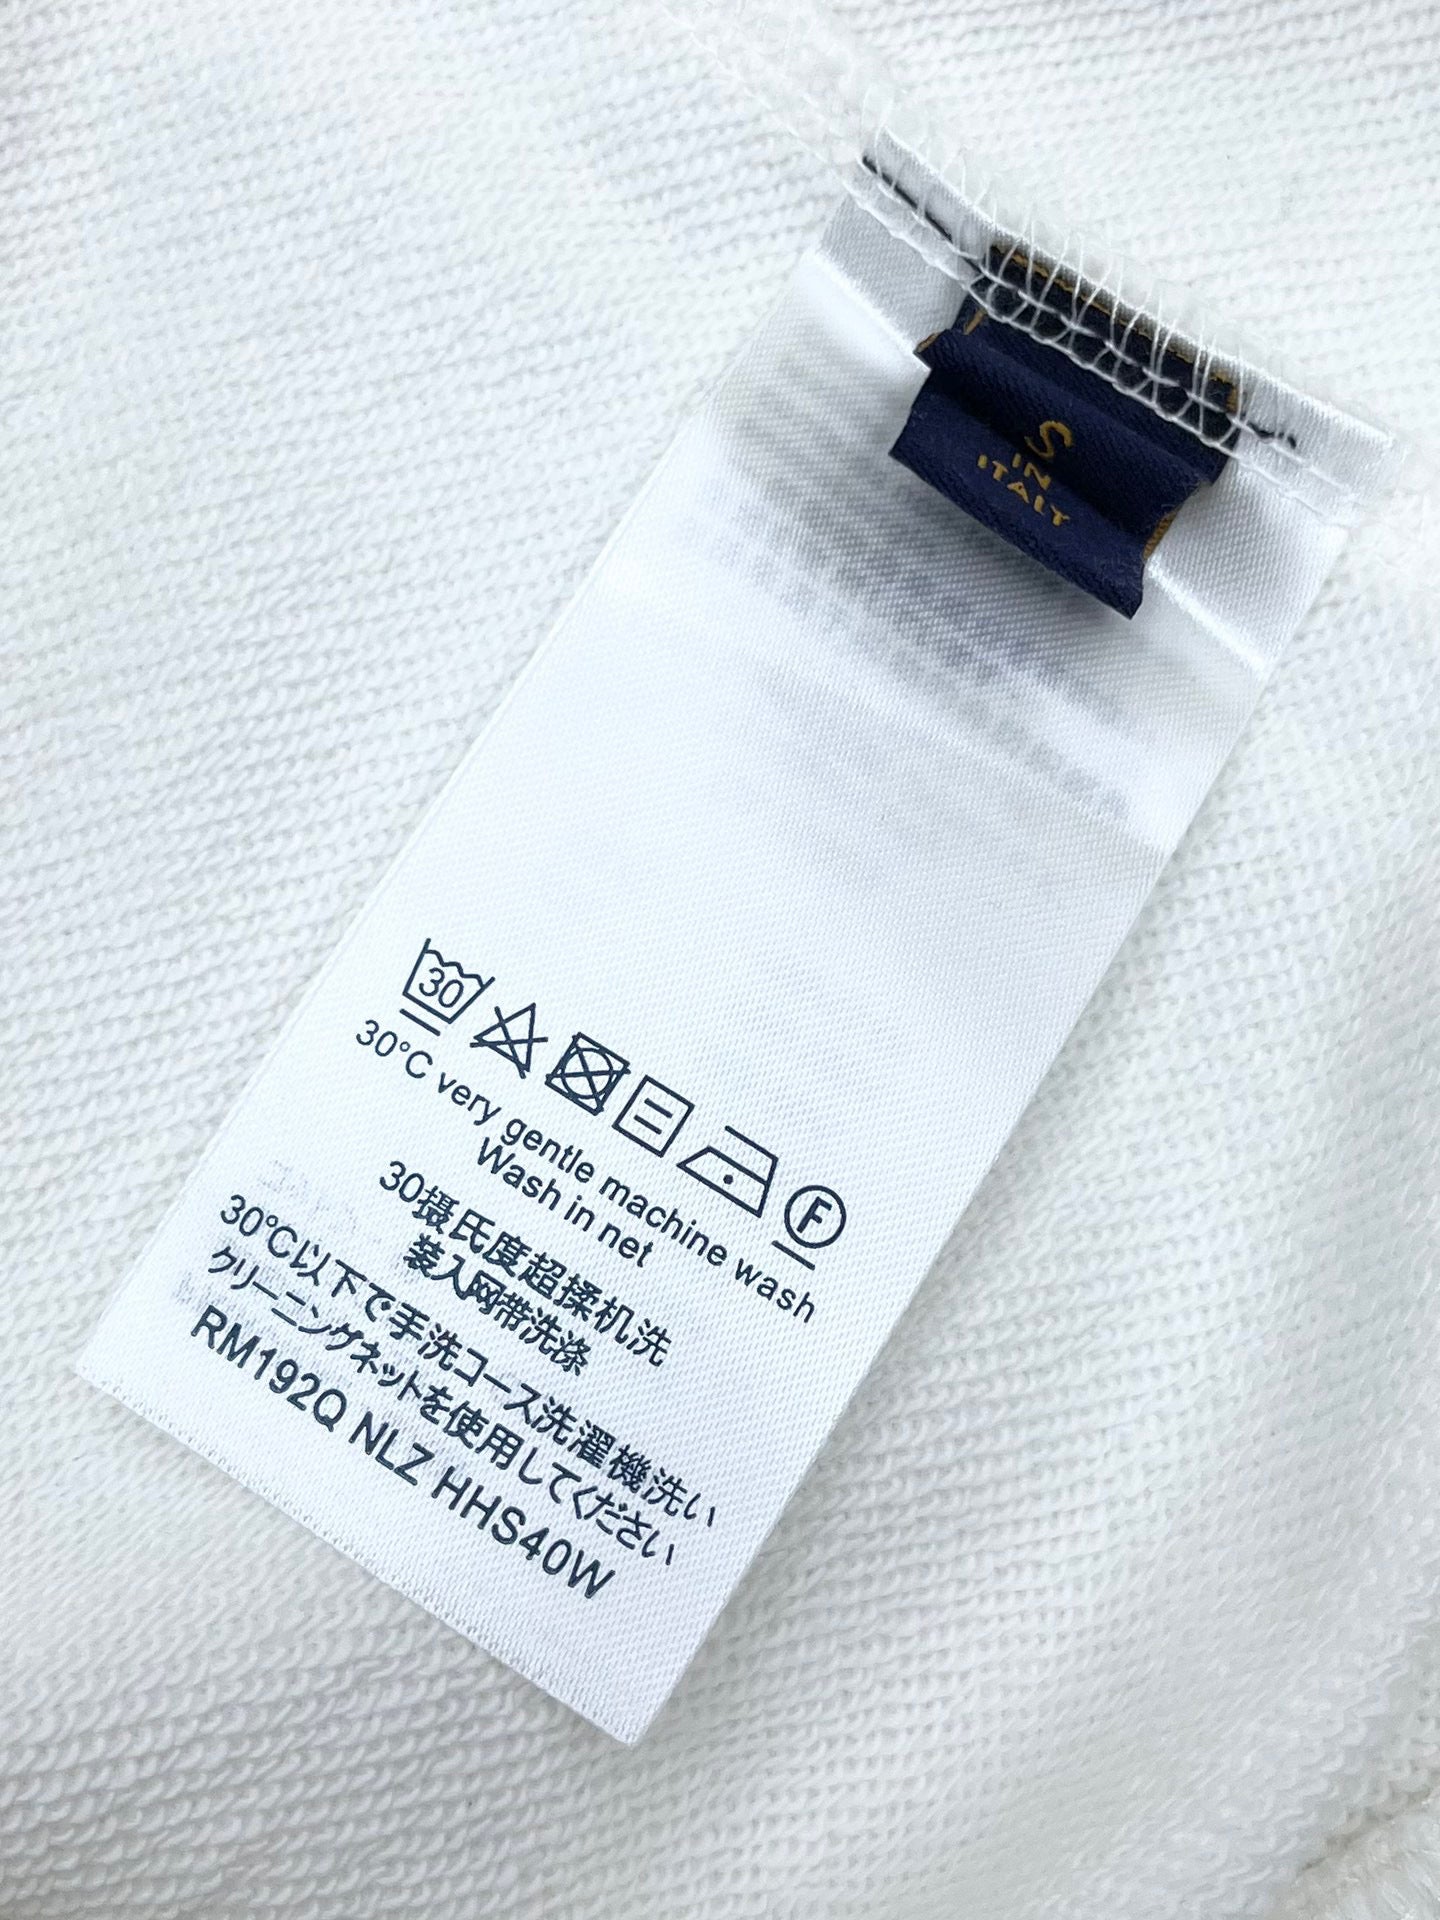 S
IN
ITALY
30
F
30°C very gentle machine wash
Wash in net
30摄氏度超揉机洗
装入网带洗涤
30℃以下で手洗コース洗濯機洗い
クリーニングネットを使用してください
RM192Q NLZ HHS40W